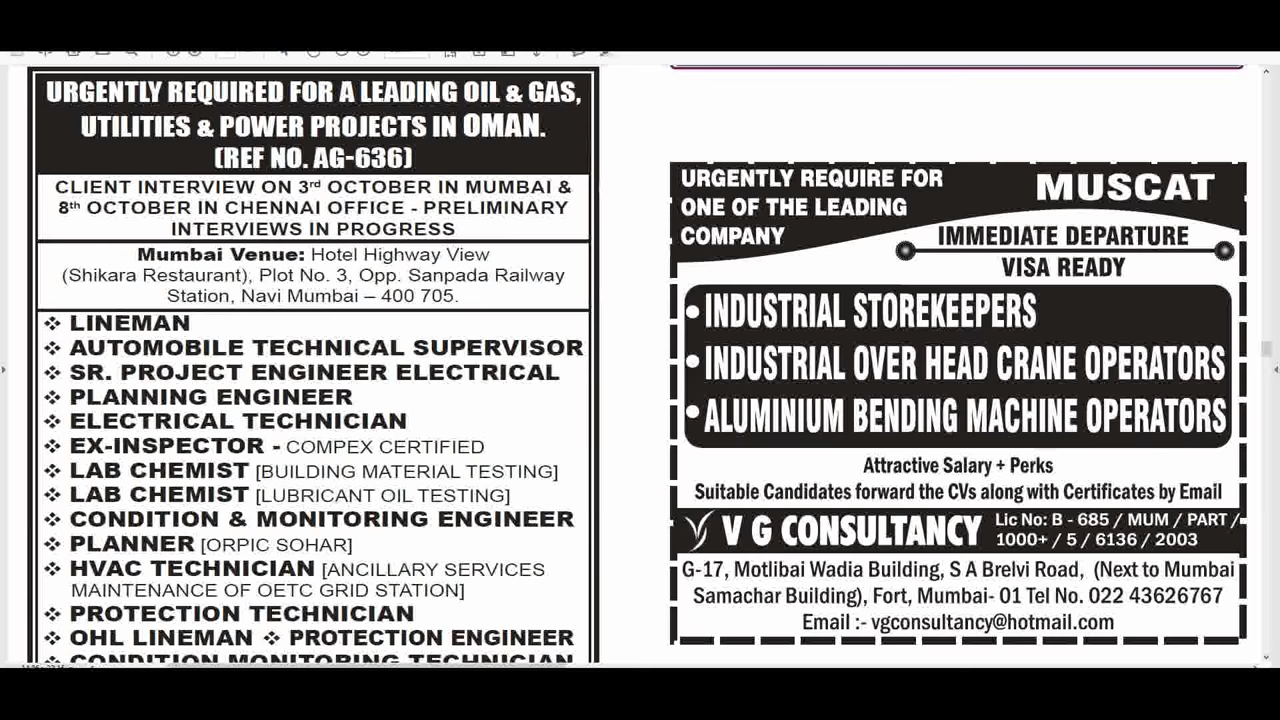 URGENTLY REQUIRED FOR A LEADING OIL & GAS,
UTILITIES & POWER PROJECTS IN OMAN.
(REF NO. AG-636)
CLIENT INTERVIEW ON 3rd OCTOBER IN MUMBAI &
8th OCTOBER IN CHENNAI OFFICE - PRELIMINARY
INTERVIEWS IN PROGRESS
Mumbai Venue: Hotel Highway View
(Shikara Restaurant), Plot No. 3, Opp. Sanpada Railway
Station, Navi Mumbai – 400 705.
❖ LINEMAN
❖ AUTOMOBILE TECHNICAL SUPERVISOR
❖ SR. PROJECT ENGINEER ELECTRICAL
❖ PLANNING ENGINEER
❖ ELECTRICAL TECHNICIAN
❖ EX-INSPECTOR - COMPEX CERTIFIED
❖ LAB CHEMIST [BUILDING MATERIAL TESTING]
❖ LAB CHEMIST [LUBRICANT OIL TESTING]
❖ CONDITION & MONITORING ENGINEER
❖ PLANNER [ORPIC SOHAR]
❖ HVAC TECHNICIAN [ANCILLARY SERVICES
MAINTENANCE OF OETC GRID STATION]
❖ PROTECTION TECHNICIAN
❖ OHL LINEMAN ❖ PROTECTION ENGINEER
❖ CONDITION MONITORING TECHNICIAN
URGENTLY REQUIRE FOR
ONE OF THE LEADING
COMPANY
MUSCAT
IMMEDIATE DEPARTURE
VISA READY
• INDUSTRIAL STOREKEEPERS
• INDUSTRIAL OVER HEAD CRANE OPERATORS
• ALUMINIUM BENDING MACHINE OPERATORS
Attractive Salary + Perks
Suitable Candidates forward the CVs along with Certificates by Email
V G CONSULTANCY
Lic No: B - 685 / MUM / PART /
1000+ / 5 / 6136 / 2003
G-17, Motlibai Wadia Building, S A Brelvi Road, (Next to Mumbai
Samachar Building), Fort, Mumbai- 01 Tel No. 022 43626767
Email :- vgconsultancy@hotmail.com